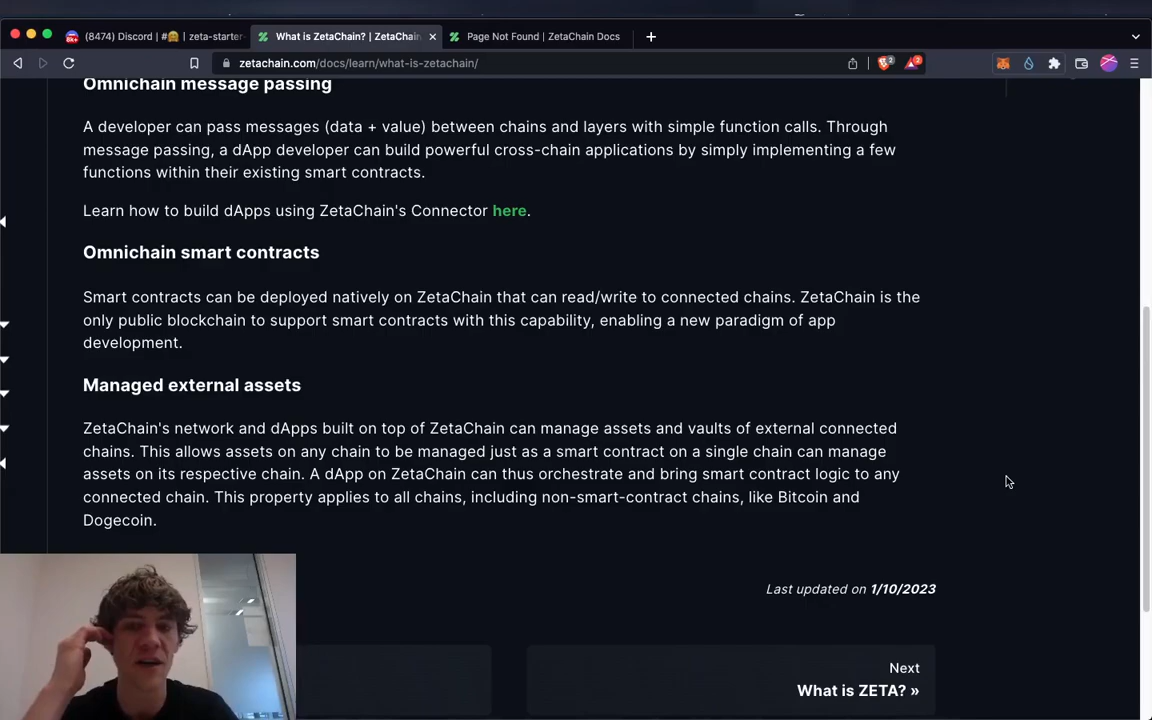 (8474) Discord | #🤗 | zeta-starter-
What is ZetaChain? | ZetaChain
Page Not Found | ZetaChain Docs
zetachain.com/docs/learn/what-is-zetachain/
2
2
Omnichain message passing
A developer can pass messages (data + value) between chains and layers with simple function calls. Through
message passing, a dApp developer can build powerful cross-chain applications by simply implementing a few
functions within their existing smart contracts.
Learn how to build dApps using ZetaChain's Connector here.
Omnichain smart contracts
Smart contracts can be deployed natively on ZetaChain that can read/write to connected chains. ZetaChain is the
only public blockchain to support smart contracts with this capability, enabling a new paradigm of app
development.
Managed external assets
ZetaChain's network and dApps built on top of ZetaChain can manage assets and vaults of external connected
chains. This allows assets on any chain to be managed just as a smart contract on a single chain can manage
assets on its respective chain. A dApp on ZetaChain can thus orchestrate and bring smart contract logic to any
connected chain. This property applies to all chains, including non-smart-contract chains, like Bitcoin and
Dogecoin.
Last updated on 1/10/2023
Next
What is ZETA? »